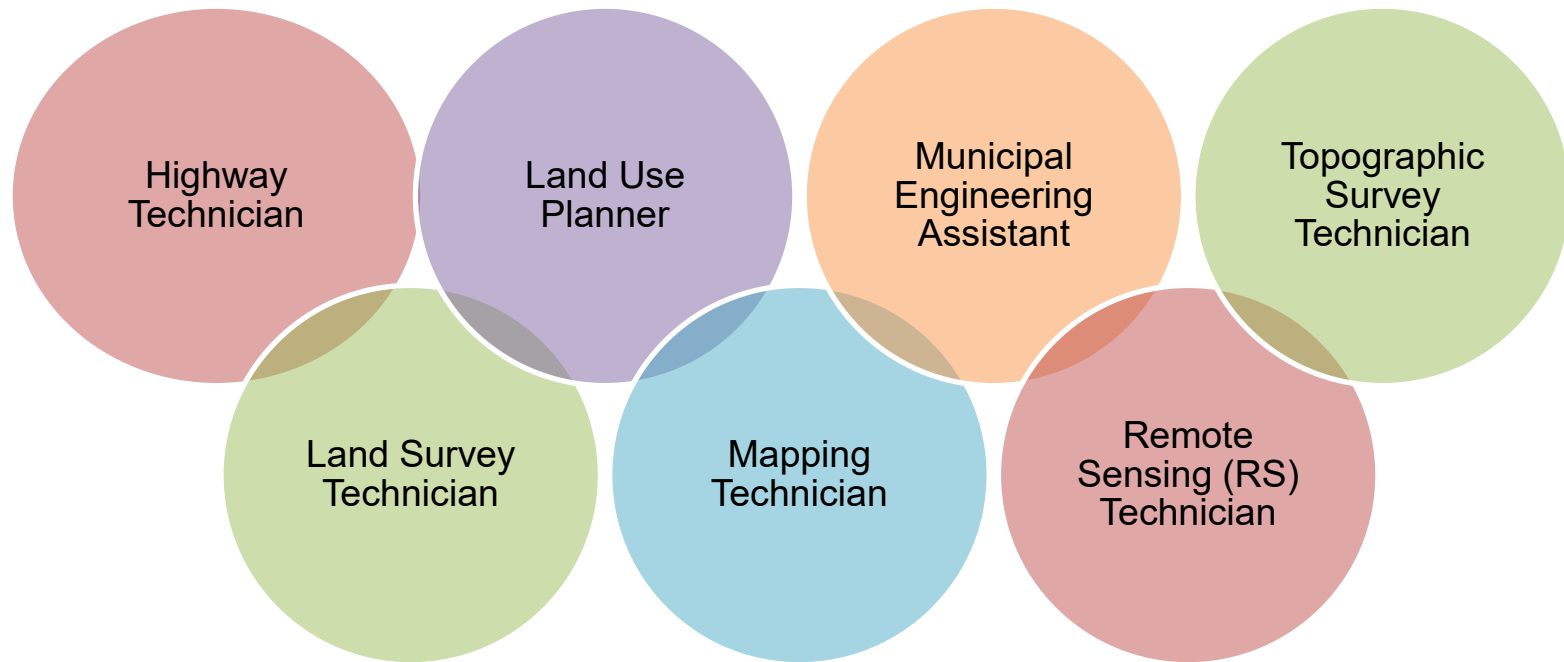 Highway
Technician
Land Use
Planner
Municipal
Engineering
Assistant
Topographic
Survey
Technician
Land Survey
Technician
Mapping
Technician
Remote
Sensing (RS)
Technician